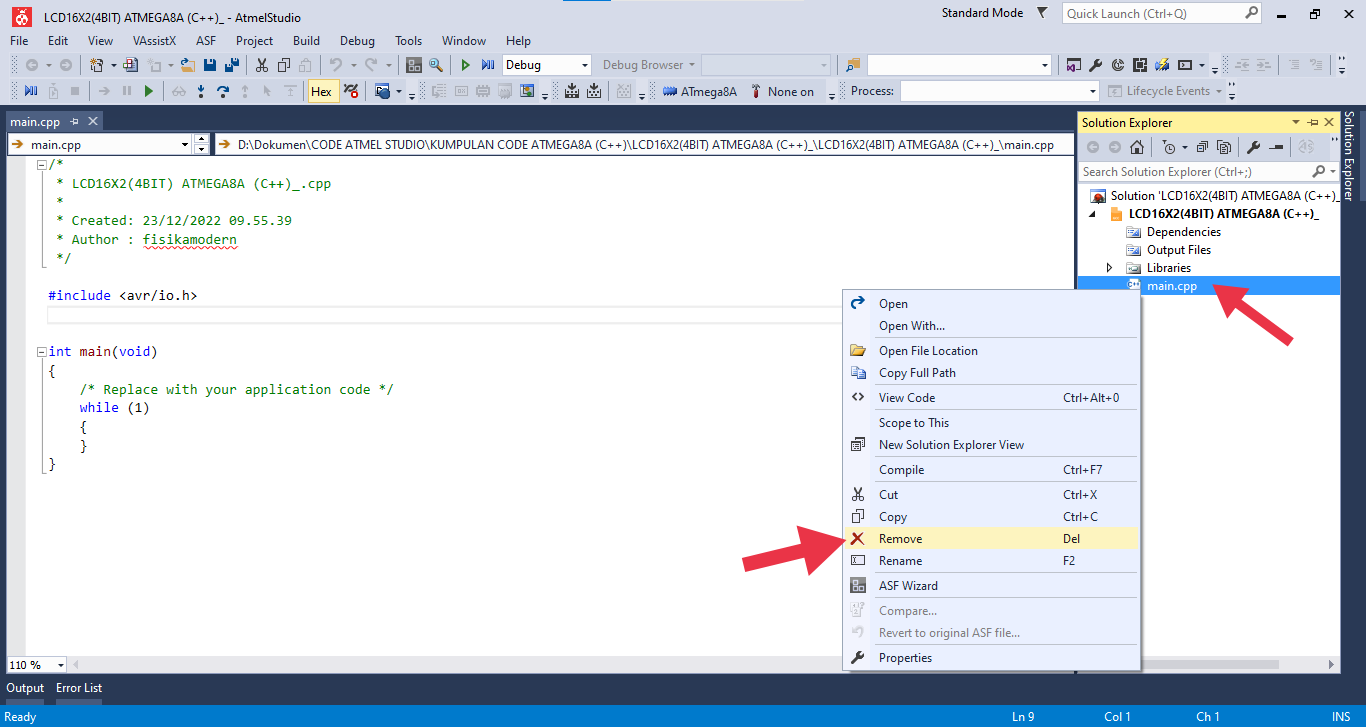 LCD16X2(4BIT) ATMEGA8A (C++)_ - AtmelStudio
Standard Mode
Quick Launch (Ctrl+Q)
File Edit View VAssistX ASF Project Build Debug Tools Window Help
Debug
Debug Browser
Hex
ATmega8A
None on
Process:
Lifecycle Events
main.cpp
main.cpp
D:\Dokumen\CODE ATMEL STUDIO\KUMPULAN CODE ATMEGA8A (C++)\LCD16X2(4BIT) ATMEGA8A (C++)_\LCD16X2(4BIT) ATMEGA8A (C++)_\main.cpp
/*
* LCD16X2(4BIT) ATMEGA8A (C++)_.cpp
*
* Created: 23/12/2022 09.55.39
* Author : fisikamodern
*/
#include <avr/io.h>
int main(void)
{
/* Replace with your application code */
while (1)
{
}
}
110 %
Solution Explorer
Search Solution Explorer (Ctrl+;)
Solution 'LCD16X2(4BIT) ATMEGA8A (C++)_
LCD16X2(4BIT) ATMEGA8A (C++)_
Dependencies
Output Files
Libraries
C++
main.cpp
Solution Explorer
Open
Open With...
Open File Location
Copy Full Path
View Code Ctrl+Alt+0
Scope to This
New Solution Explorer View
Compile Ctrl+F7
Cut Ctrl+X
Copy Ctrl+C
Remove Del
Rename F2
ASF Wizard
Compare...
Revert to original ASF file...
Properties
Output Error List
Ready Ln 9 Col 1 Ch 1 INS